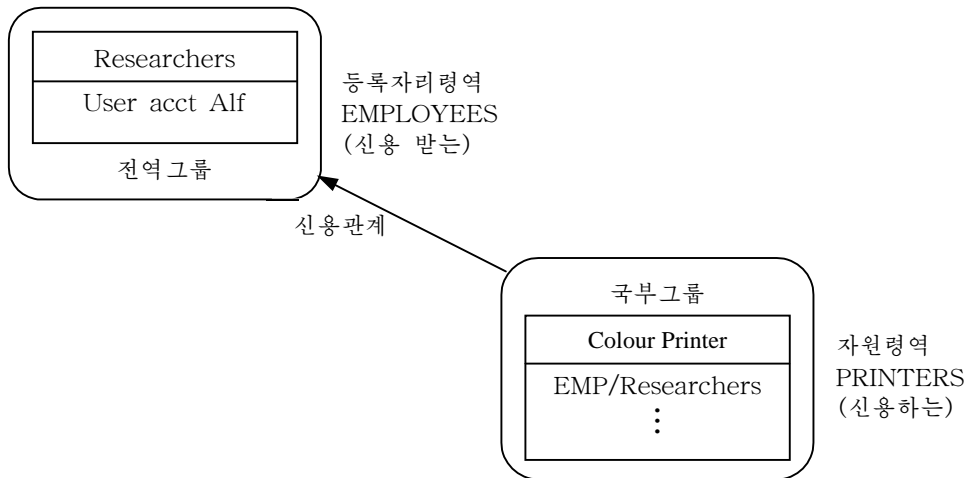 Researchers
User acct Alf
전역그룹
등록자리령역
EMPLOYEES
(신용 받는)
신용관계
국부그룹
Colour Printer
EMP/Researchers
⋮
자원령역
PRINTERS
(신용하는)